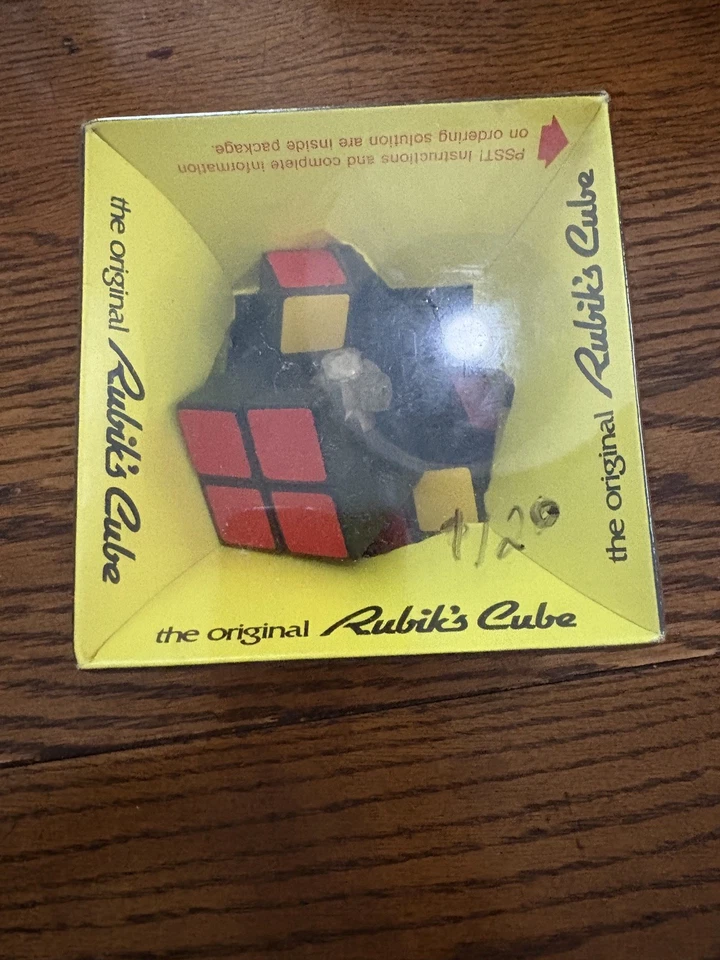 PSST! Instructions and complete information
on ordering solution are inside package.
the original Rubik's Cube
the original Rubik's Cube
the original Rubik's Cube